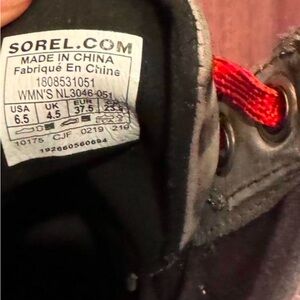 SOREL.COM
MADE IN CHINA
Fabriqué En Chine
1808531051
WMN'S NL3046-051
USA UK EUR
6.5 4.5 37.5
10175 CJF 0219 219
192660560694